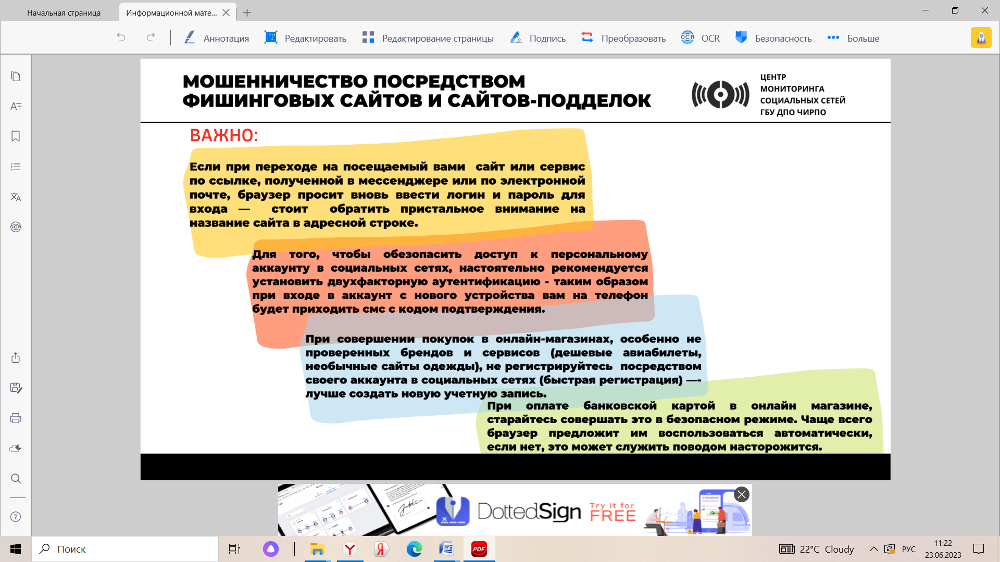 Начальная страница
Информационной мате...
Аннотация
Редактировать
Редактирование страницы
Подпись
Преобразовать
OCR
OCR
Безопасность
Больше
МОШЕННИЧЕСТВО ПОСРЕДСТВОМ
ФИШИНГОВЫХ САЙТОВ И САЙТОВ-ПОДДЕЛОК
ЦЕНТР
МОНИТОРИНГА
СОЦИАЛЬНЫХ СЕТЕЙ
ГБУ ДПО ЧИРПО
ВАЖНО:
Если при переходе на посещаемый вами сайт или сервис
по ссылке, полученной в мессенджере или по электронной
почте, браузер просит вновь ввести логин и пароль для
входа — стоит обратить пристальное внимание на
название сайта в адресной строке.
Для того, чтобы обезопасить доступ к персональному
аккаунту в социальных сетях, настоятельно рекомендуется
установить двухфакторную аутентификацию - таким образом
при входе в аккаунт с нового устройства вам на телефон
будет приходить смс с кодом подтверждения.
При совершении покупок в онлайн-магазинах, особенно не
проверенных брендов и сервисов (дешевые авиабилеты,
необычные сайты одежды), не регистрируйтесь посредством
своего аккаунта в социальных сетях (быстрая регистрация) —-
лучше создать новую учетную запись.
При оплате банковской картой в онлайн магазине,
старайтесь совершать это в безопасном режиме. Чаще всего
браузер предложит им воспользоваться автоматически,
если нет, это может служить поводом насторожится.
OCR
DottedSign
Try it for
FREE
Поиск
PDF
22°C Cloudy
РУС
11:22
23.06.2023